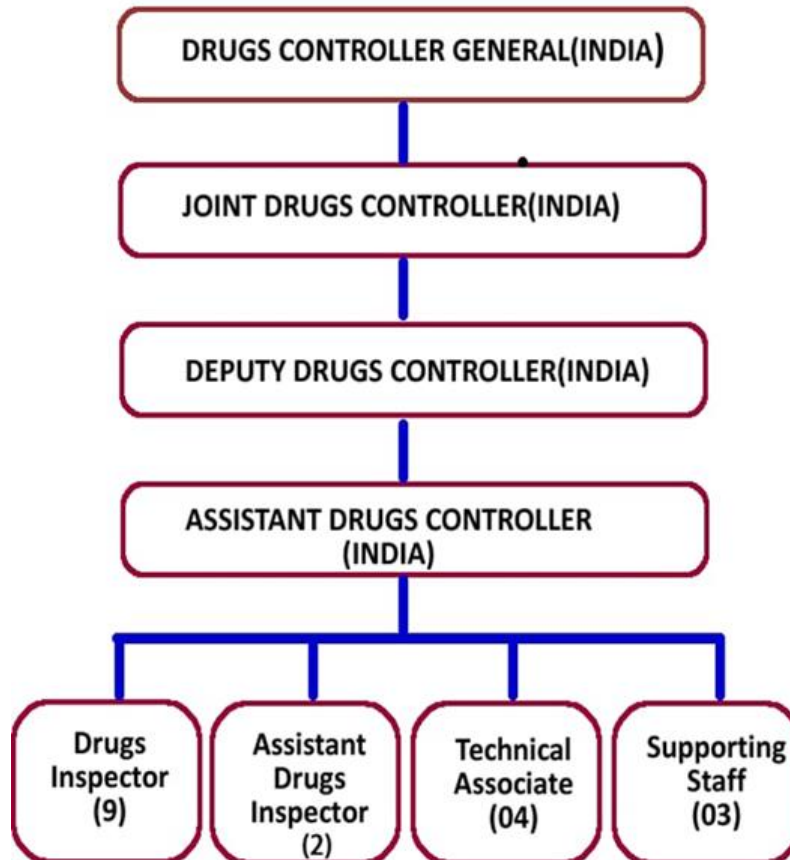 DRUGS CONTROLLER GENERAL(INDIA)
JOINT DRUGS CONTROLLER(INDIA)
DEPUTY DRUGS CONTROLLER(INDIA)
ASSISTANT DRUGS CONTROLLER
(INDIA)
Drugs
Inspector
(9)
Assistant
Drugs
Inspector
(2)
Technical
Associate
(04)
Supporting
Staff
(03)